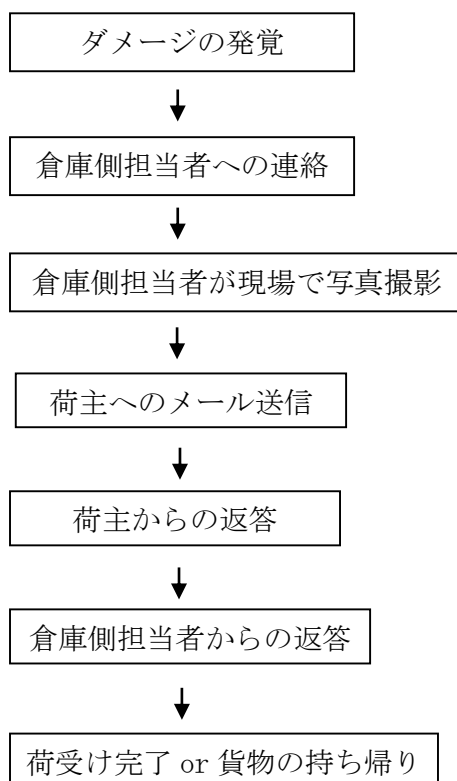 ダメージの発覚
倉庫側担当者への連絡
倉庫側担当者が現場で写真撮影
荷主へのメール送信
荷主からの返答
倉庫側担当者からの返答
荷受け完了 or 貨物の持ち帰り